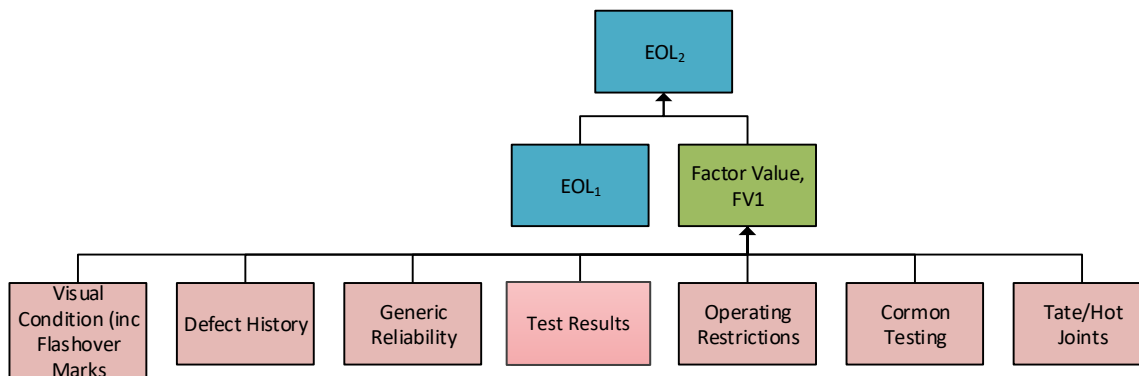 EOL₂
EOL₁
Factor Value,
FV1
Visual
Condition (inc
Flashover
Marks
Defect History
Generic
Reliability
Test Results
Operating
Restrictions
Cormon
Testing
Tate/Hot
Joints